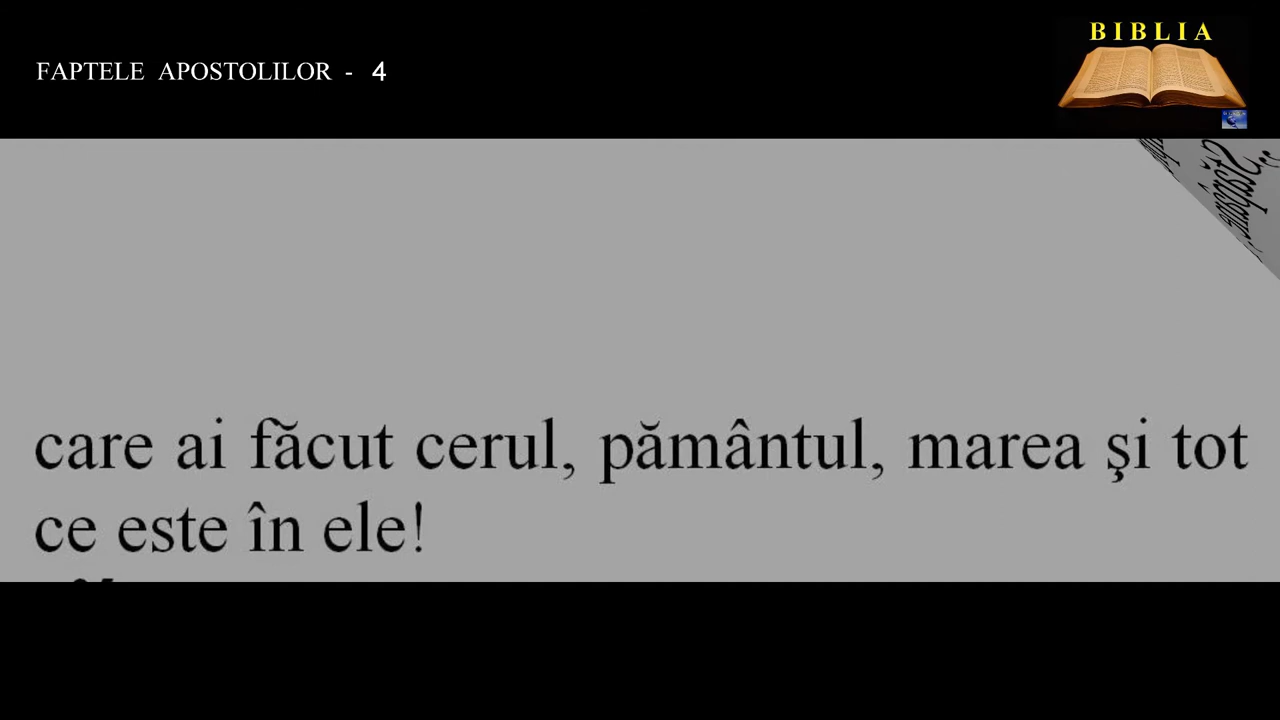 BIBLIA
FAPTELE APOSTOLILOR - 4
care ai făcut cerul, pământul, marea şi tot
ce este în ele!